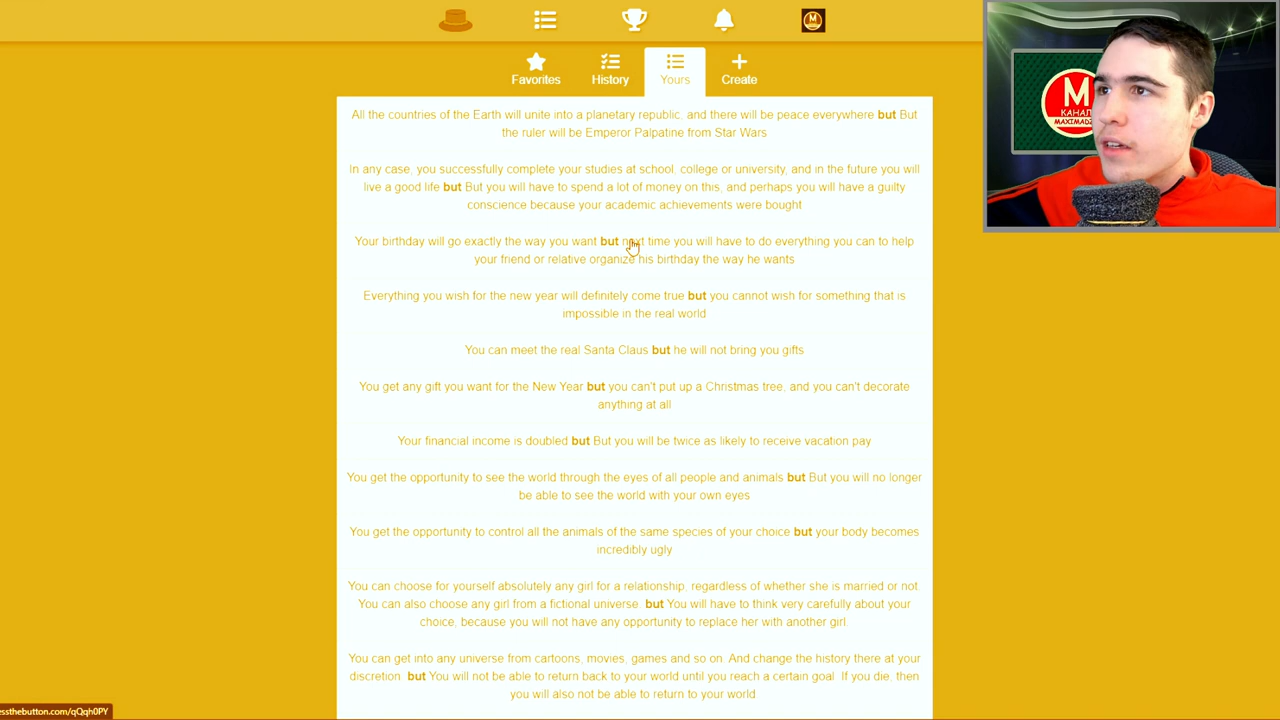 Favorites
History
Yours
Create
All the countries of the Earth will unite into a planetary republic, and there will be peace everywhere but But
the ruler will be Emperor Palpatine from Star Wars
In any case, you successfully complete your studies at school, college or university, and in the future you will
live a good life but But you will have to spend a lot of money on this, and perhaps you will have a guilty
conscience because your academic achievements were bought
Your birthday will go exactly the way you want but next time you will have to do everything you can to help
your friend or relative organize his birthday the way he wants
Everything you wish for the new year will definitely come true but you cannot wish for something that is
impossible in the real world
You can meet the real Santa Claus but he will not bring you gifts
You get any gift you want for the New Year but you can't put up a Christmas tree, and you can't decorate
anything at all
Your financial income is doubled but But you will be twice as likely to receive vacation pay
You get the opportunity to see the world through the eyes of all people and animals but But you will no longer
be able to see the world with your own eyes
You get the opportunity to control all the animals of the same species of your choice but your body becomes
incredibly ugly
You can choose for yourself absolutely any girl for a relationship, regardless of whether she is married or not.
You can also choose any girl from a fictional universe. but You will have to think very carefully about your
choice, because you will not have any opportunity to replace her with another girl.
You can get into any universe from cartoons, movies, games and so on. And change the history there at your
discretion. but You will not be able to return back to your world until you reach a certain goal. If you die, then
you will also not be able to return to your world
essthebutton.com/qQqh0PY
М
КАНАЛ